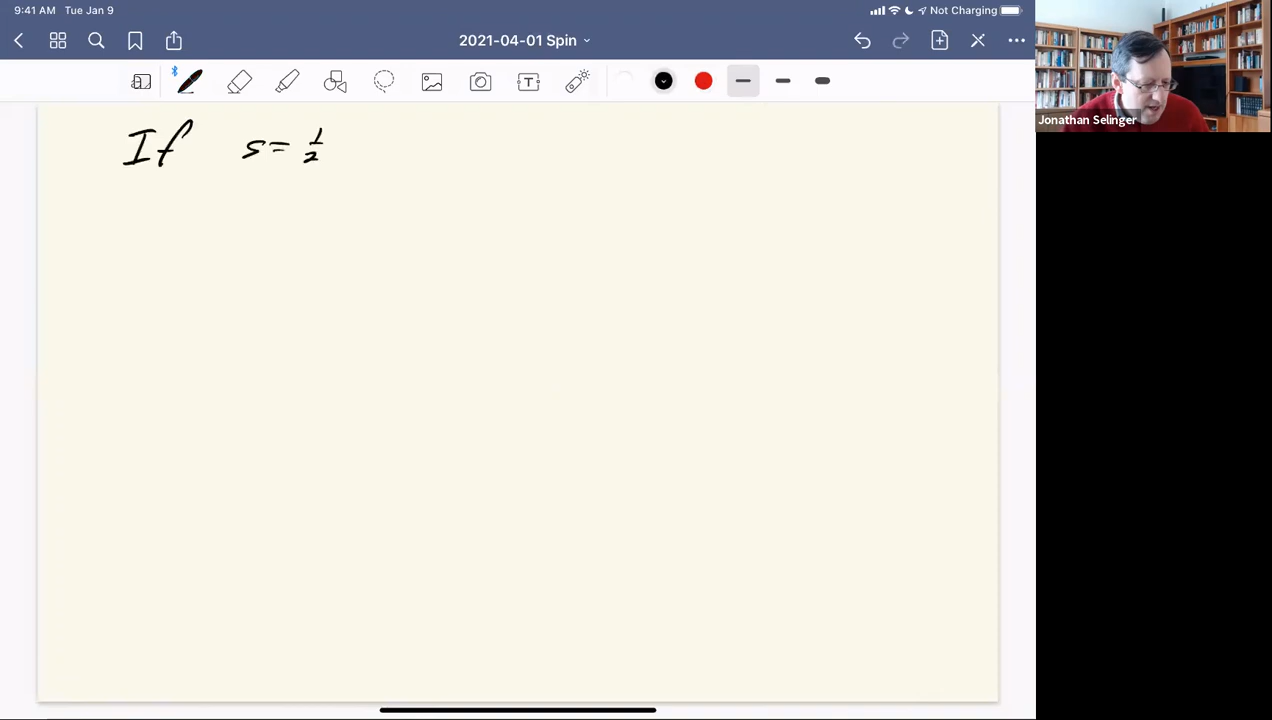 9:41 AM Tue Jan 9
Not Charging
2021-04-01 Spin
T
Jonathan Selinger
If s = 1/2